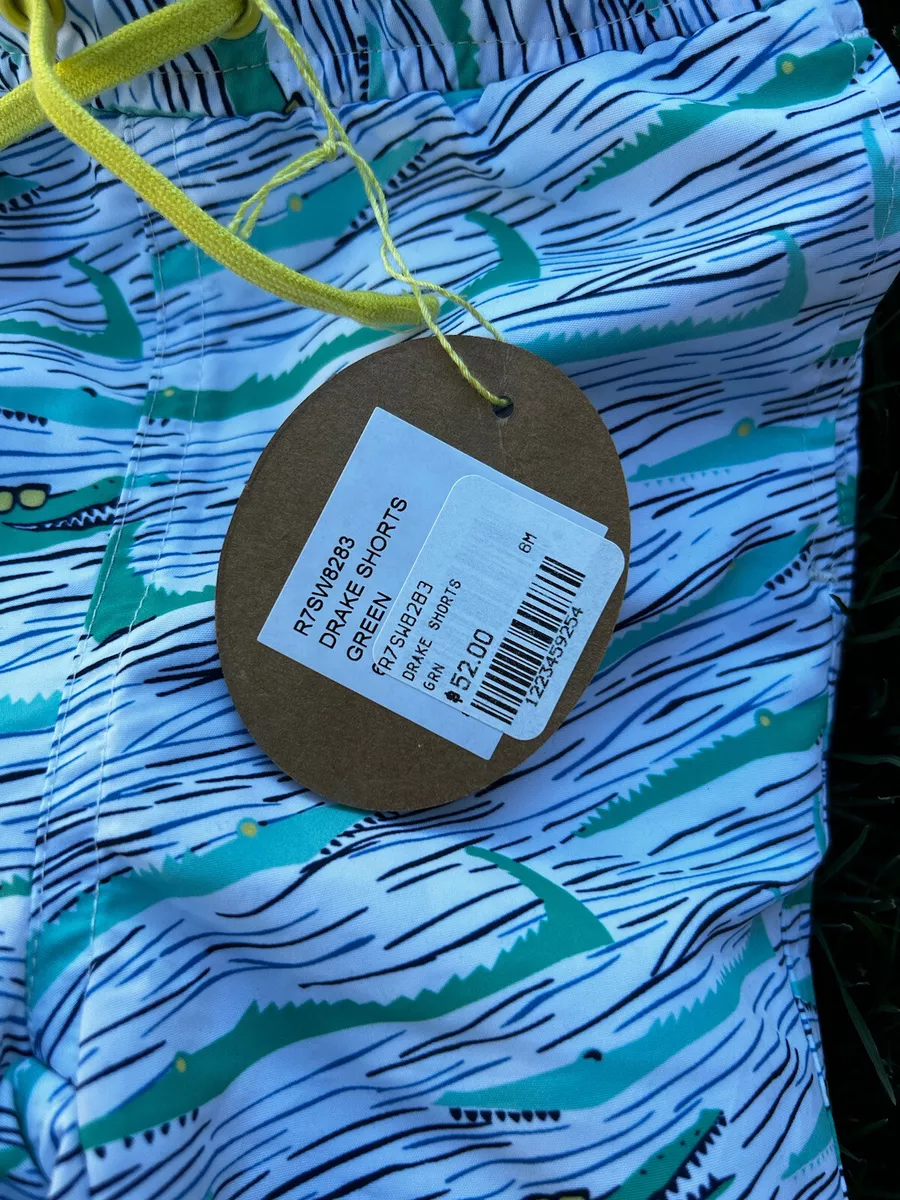 R7SW8283
DRAKE SHORTS
GREEN
6M
R7SW8283
DRAKE SHORTS
GRN
$52.00
1223459254